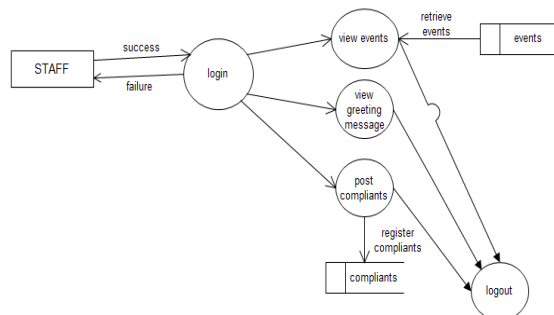 retrieve
events
success
view events
events
STAFF
login
failure
view
greeting
message
post
compliants
register
compliants
compliants
logout